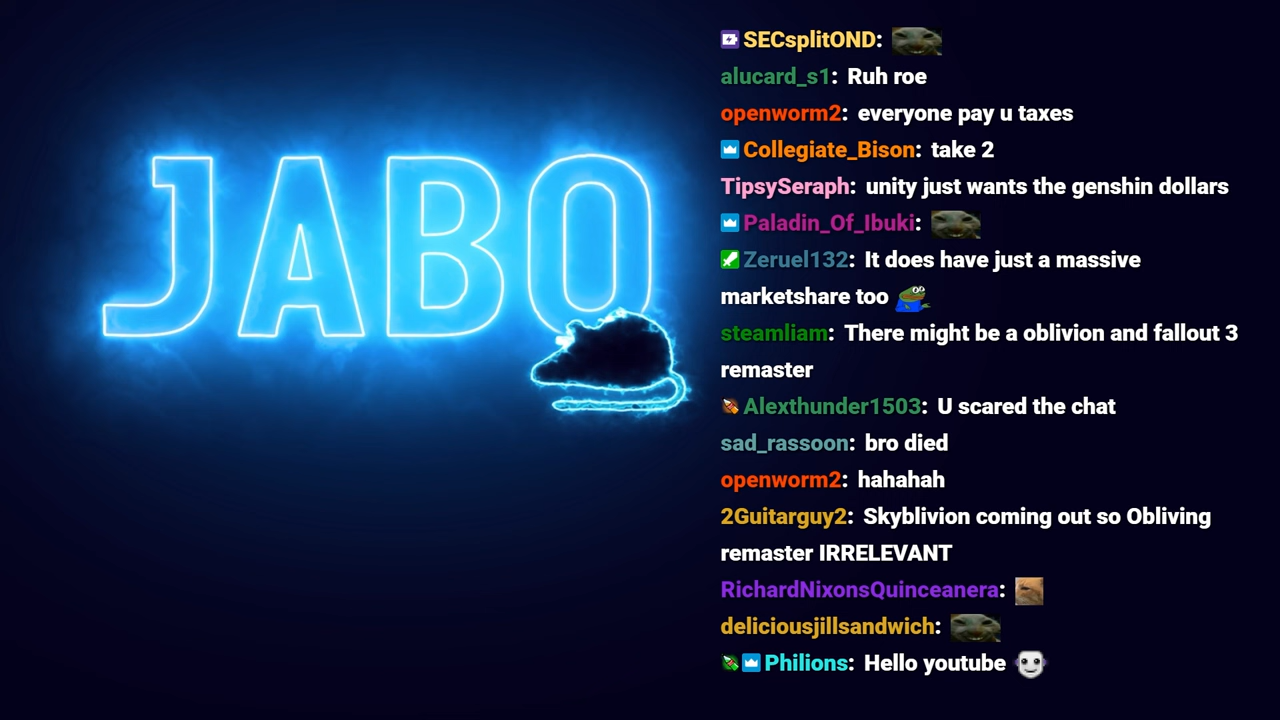 JABO
SECsplitOND:
alucard_s1: Ruh roe
openworm2: everyone pay u taxes
Collegiate_Bison: take 2
TipsySeraph: unity just wants the genshin dollars
Paladin_Of_Ibuki:
Zeruel132: It does have just a massive
marketshare too
steamliam: There might be a oblivion and fallout 3
remaster
Alexthunder1503: U scared the chat
sad_rassoon: bro died
openworm2: hahahah
2Guitarguy2: Skyblivion coming out so Obliving
remaster IRRELEVANT
RichardNixonsQuinceanera:
deliciousjillsandwich:
Philions: Hello youtube